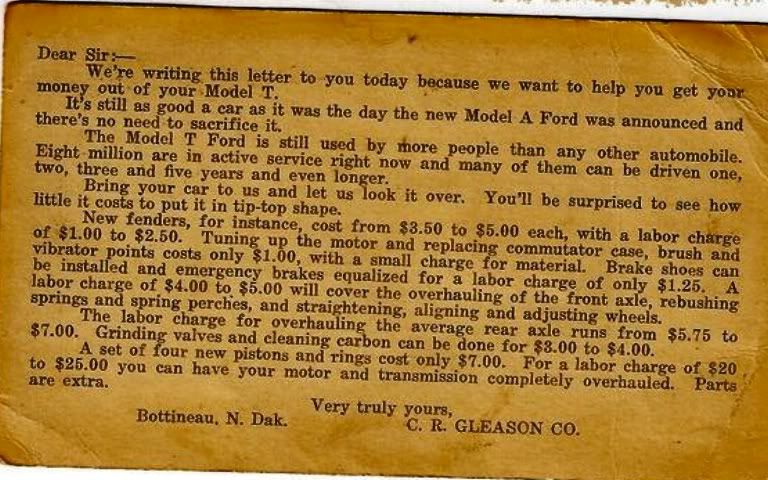 Dear Sir:—
We're writing this letter to you today because we want to help you get your
money out of your Model T.
It's still as good a car as it was the day the new Model A Ford was announced and
there's no need to sacrifice it.
The Model T Ford is still used by more people than any other automobile.
Eight million are in active service right now and many of them can be driven one,
two, three and five years and even longer.
Bring your car to us and let us look it over. You'll be surprised to see how
little it costs to put it in tip-top shape.
New fenders, for instance, cost from $3.50 to $5.00 each, with a labor charge
of $1.00 to $2.50. Tuning up the motor and replacing commutator case, brush and
vibrator points costs only $1.00, with a small charge for material. Brake shoes can
be installed and emergency brakes equalized for a labor charge of only $1.25. A
labor charge of $4.00 to $5.00 will cover the overhauling of the front axle, rebushing
springs and spring perches, and straightening, aligning and adjusting wheels.
The labor charge for overhauling the average rear axle runs from $5.75 to
$7.00. Grinding valves and cleaning carbon can be done for $3.00 to $4.00.
A set of four new pistons and rings cost only $7.00. For a labor charge of $20
to $25.00 you can have your motor and transmission completely overhauled. Parts
are extra.
Very truly yours,
Bottineau, N. Dak. C. R. GLEASON CO.